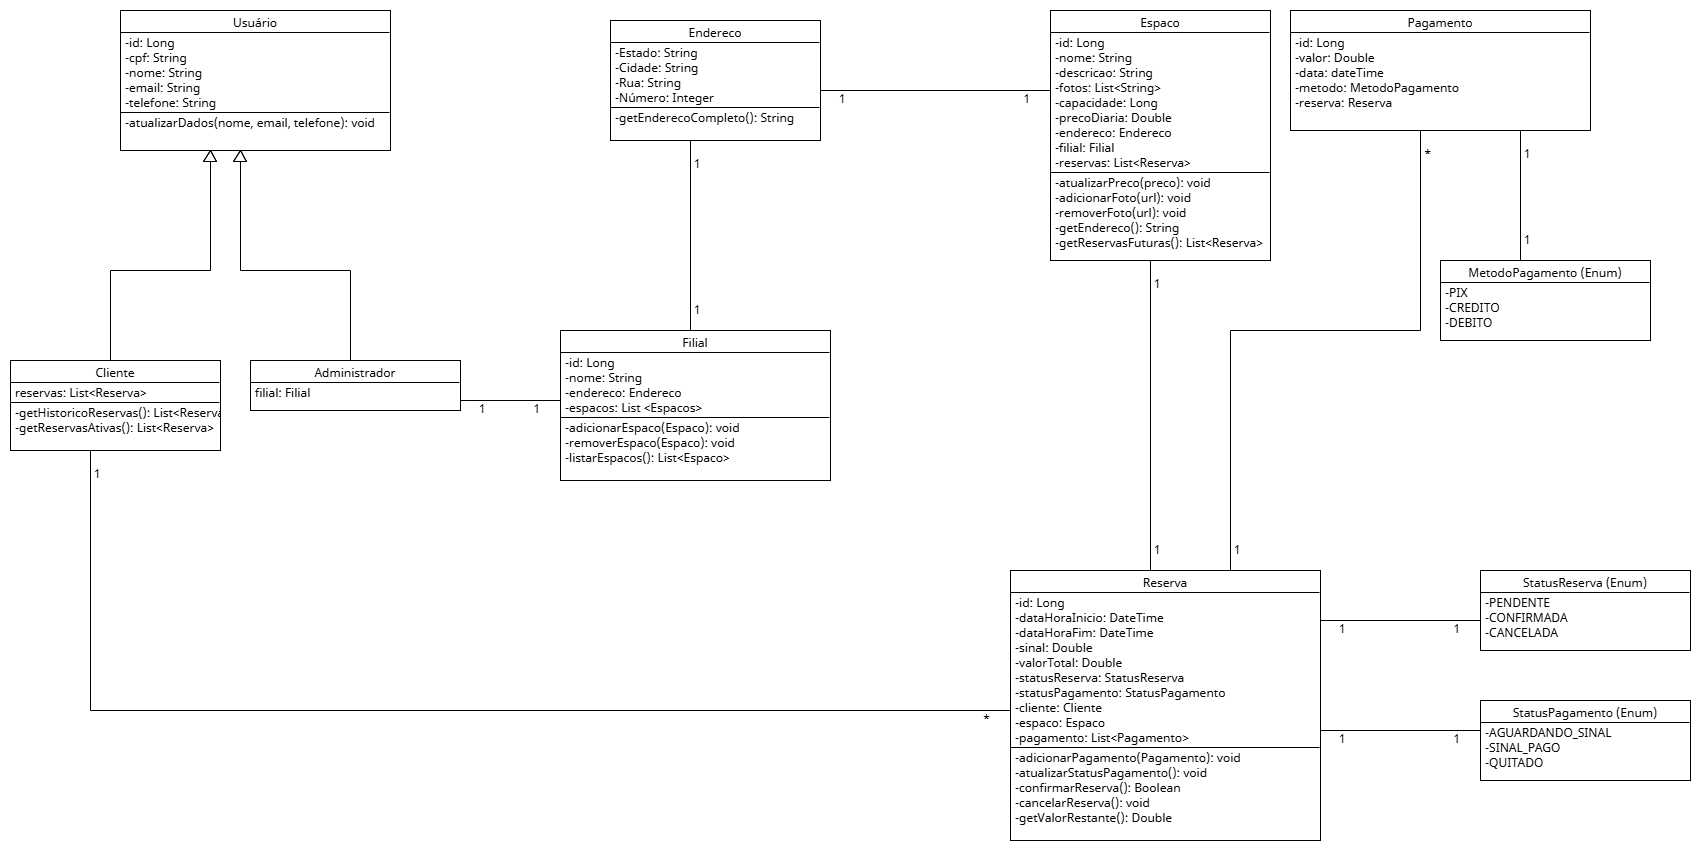 Usuário
-id: Long
-cpf: String
-nome: String
-email: String
-telefone: String
-atualizarDados(nome, email, telefone): void
Endereco
-Estado: String
-Cidade: String
-Rua: String
-Número: Integer
-getEnderecoCompleto(): String
1
1
1
1
Espaco
-id: Long
-nome: String
-descricao: String
-fotos: List<String>
-capacidade: Long
-precoDiaria: Double
-endereco: Endereco
-filial: Filial
-reservas: List<Reserva>
-atualizarPreco(preco): void
-adicionarFoto(url): void
-removerFoto(url): void
-getEndereco(): String
-getReservasFuturas(): List<Reserva>
1
1
Pagamento
-id: Long
-valor: Double
-data: dateTime
-metodo: MetodoPagamento
-reserva: Reserva
*
1
1
1
MetodoPagamento (Enum)
-PIX
-CREDITO
-DEBITO
Cliente
reservas: List<Reserva>
-getHistoricoReservas(): List<Reserva
-getReservasAtivas(): List<Reserva>
1
*
Administrador
filial: Filial
1
1
Filial
-id: Long
-nome: String
-endereco: Endereco
-espacos: List <Espacos>
-adicionarEspaco(Espaco): void
-removerEspaco(Espaco): void
-listarEspacos(): List<Espaco>
Reserva
-id: Long
-dataHoraInicio: DateTime
-dataHoraFim: DateTime
-sinal: Double
-valorTotal: Double
-statusReserva: StatusReserva
-statusPagamento: StatusPagamento
-cliente: Cliente
-espaco: Espaco
-pagamento: List<Pagamento>
-adicionarPagamento(Pagamento): void
-atualizarStatusPagamento(): void
-confirmarReserva(): Boolean
-cancelarReserva(): void
-getValorRestante(): Double
1
1
StatusReserva (Enum)
-PENDENTE
-CONFIRMADA
-CANCELADA
1
1
StatusPagamento (Enum)
-AGUARDANDO_SINAL
-SINAL_PAGO
-QUITADO